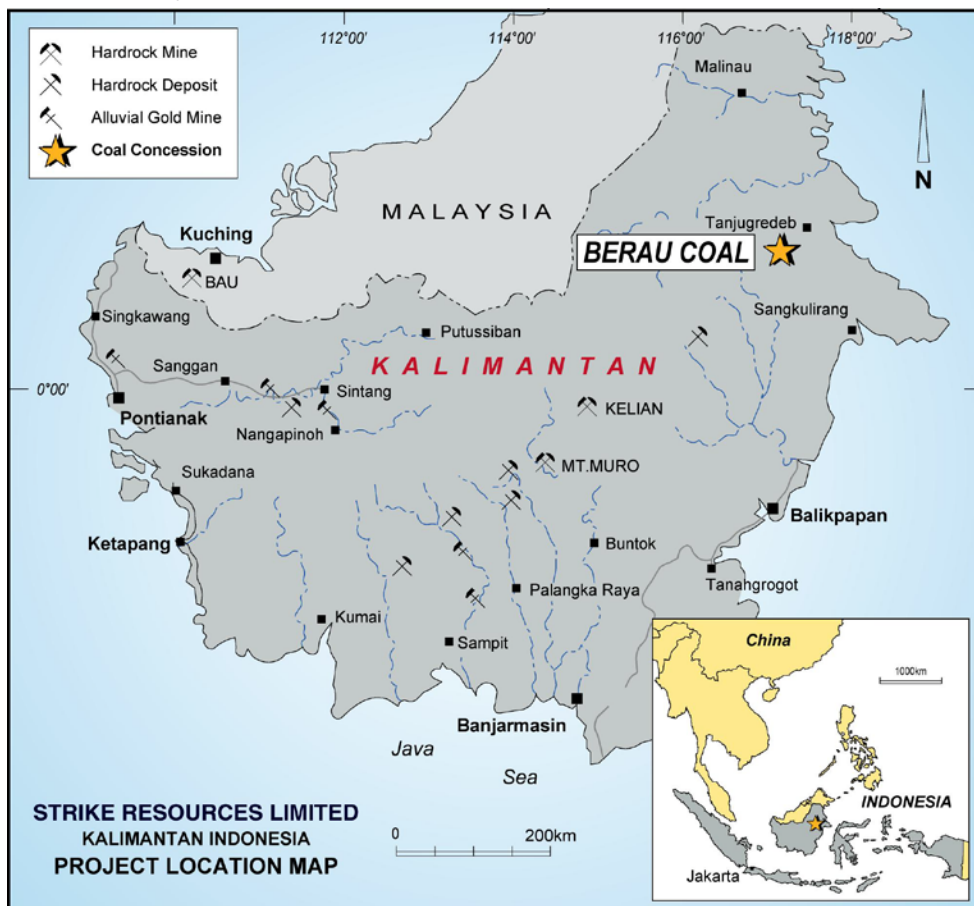 112°00'
114°00'
116°00'
118°00'
Hardrock Mine
Hardrock Deposit
Alluvial Gold Mine
Coal Concession
Malinau
N
MALAYSIA
Tanjugredeb
Kuching
BERAU COAL
BAU
Sangkulirang
Singkawang
Putussiban
Sanggan
KALIMANTAN
0°00'
Sintang
Pontianak
KELIAN
Nangapinoh
MT.MURO
Sukadana
Balikpapan
Ketapang
Buntok
Tanahgrogot
Palangka Raya
Kumai
Sampit
Banjarmasin
Java
Sea
STRIKE RESOURCES LIMITED
KALIMANTAN INDONESIA
PROJECT LOCATION MAP
0
200km
China
1000km
INDONESIA
Jakarta